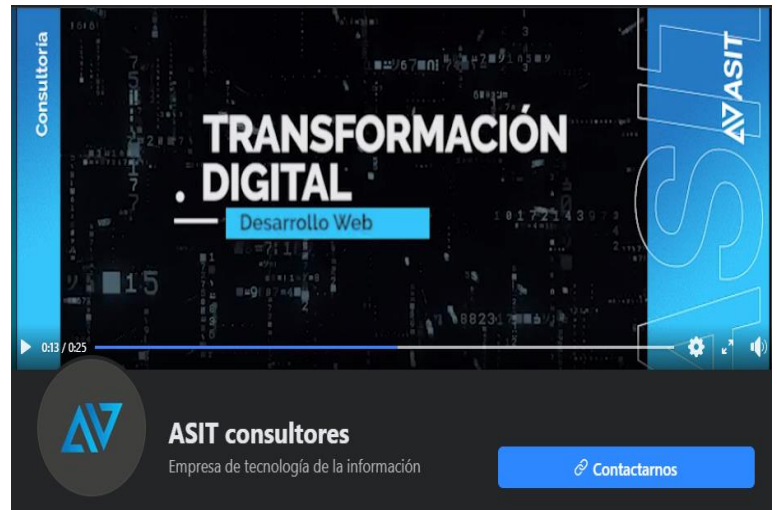 Consultoría
TRANSFORMACIÓN
. DIGITAL
Desarrollo Web
ASIT
ASIT
0:13 / 0:25
ASIT consultores
Empresa de tecnología de la información
Contactarnos